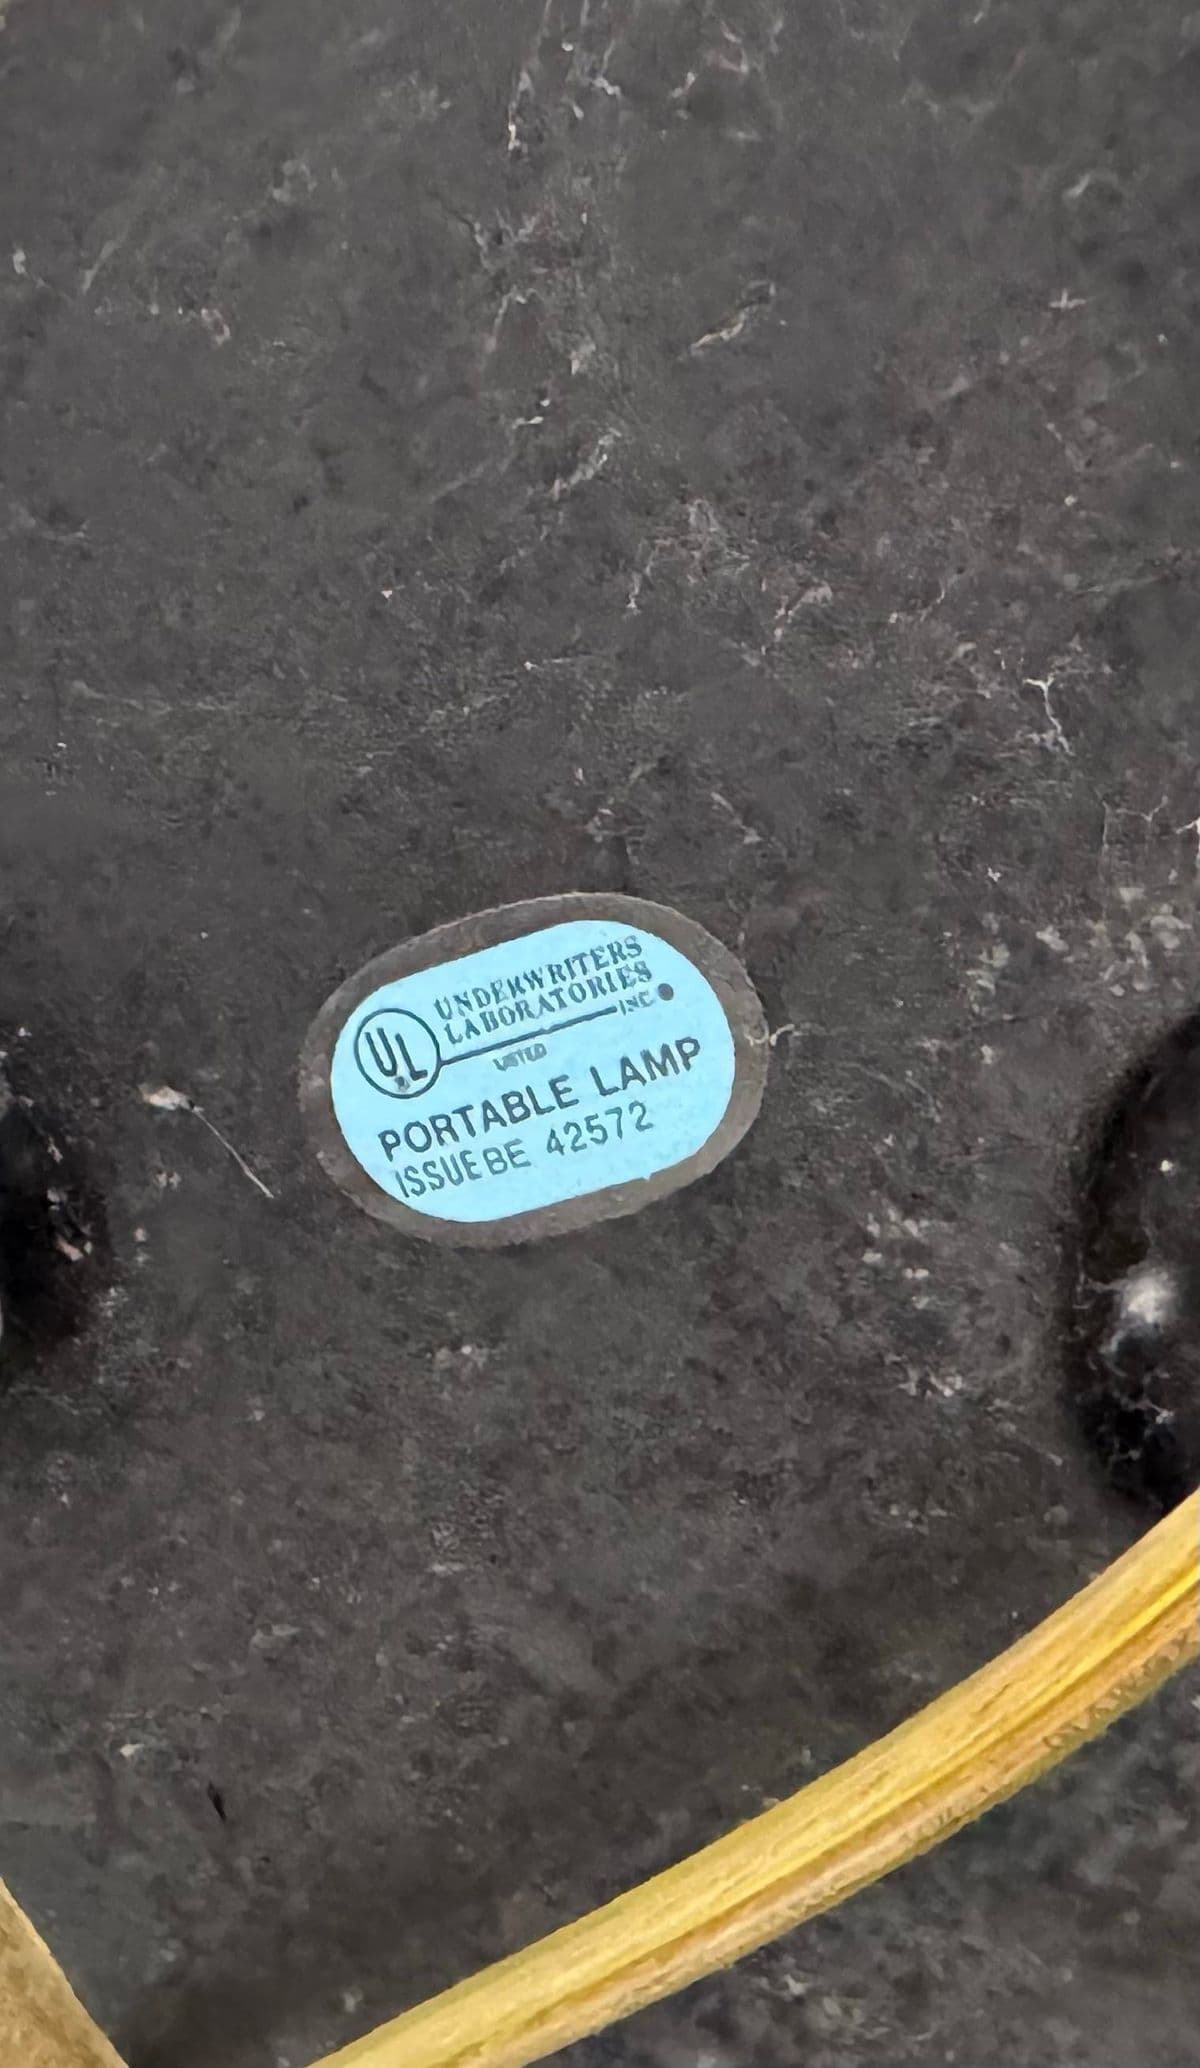 UL
UNDERWRITERS
LABORATORIES
INC.
LISTED
PORTABLE LAMP
ISSUE BE 42572